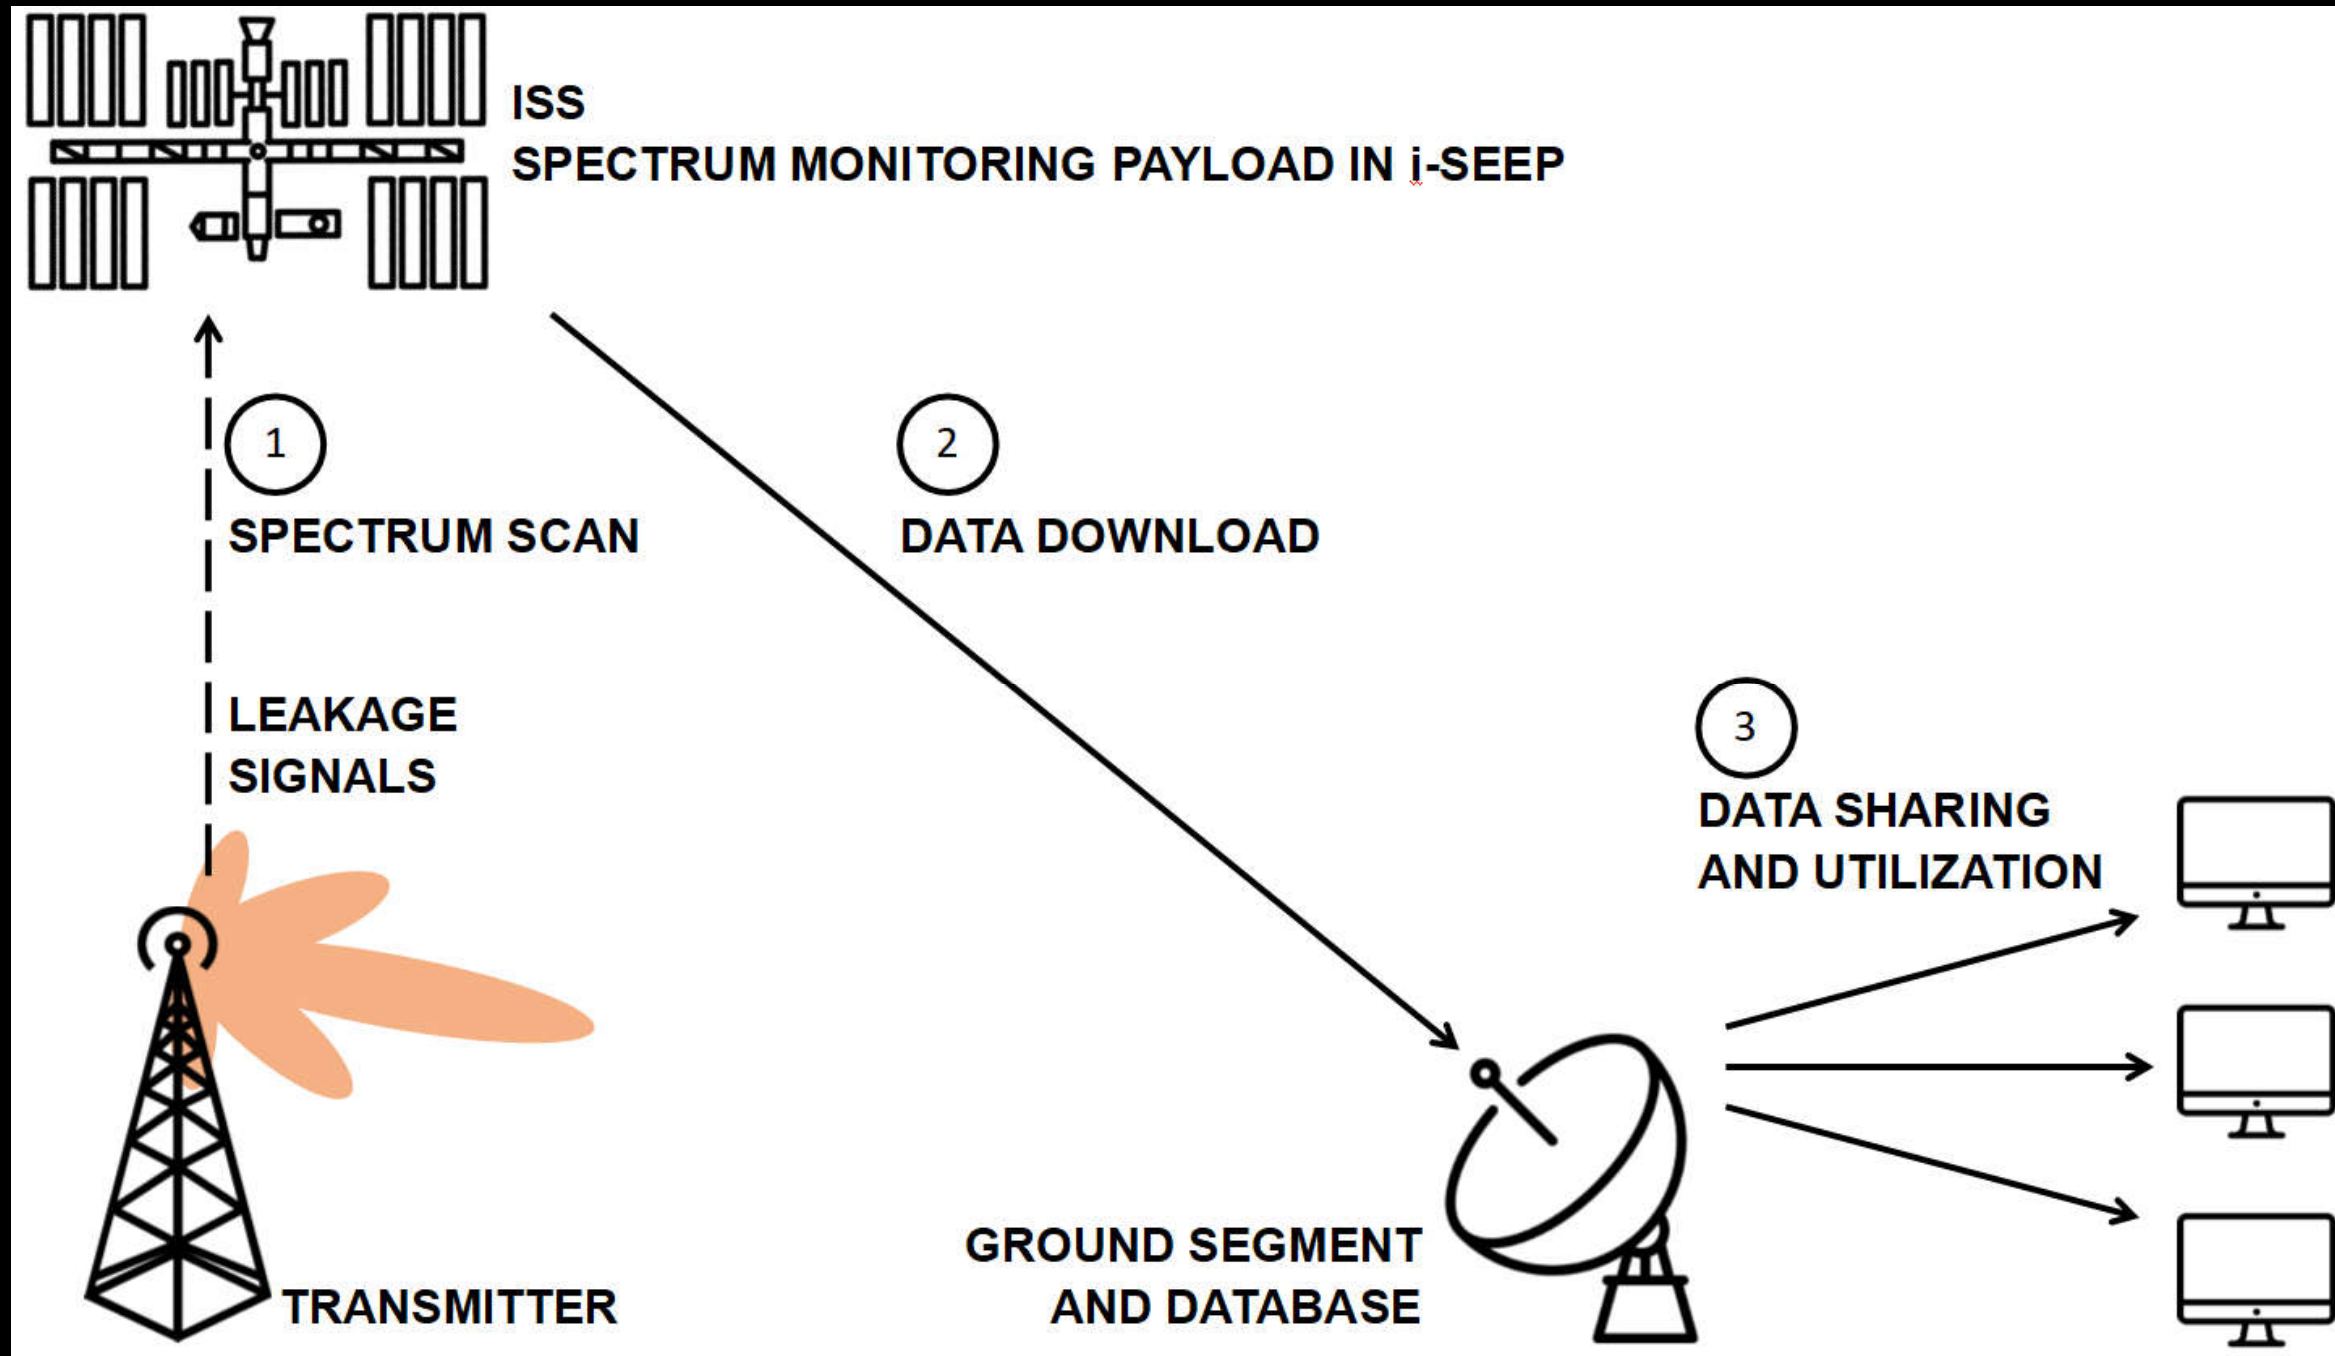 ISS
SPECTRUM MONITORING PAYLOAD IN i-SEEP
1
SPECTRUM SCAN
2
DATA DOWNLOAD
LEAKAGE
SIGNALS
3
DATA SHARING
AND UTILIZATION
TRANSMITTER
GROUND SEGMENT
AND DATABASE